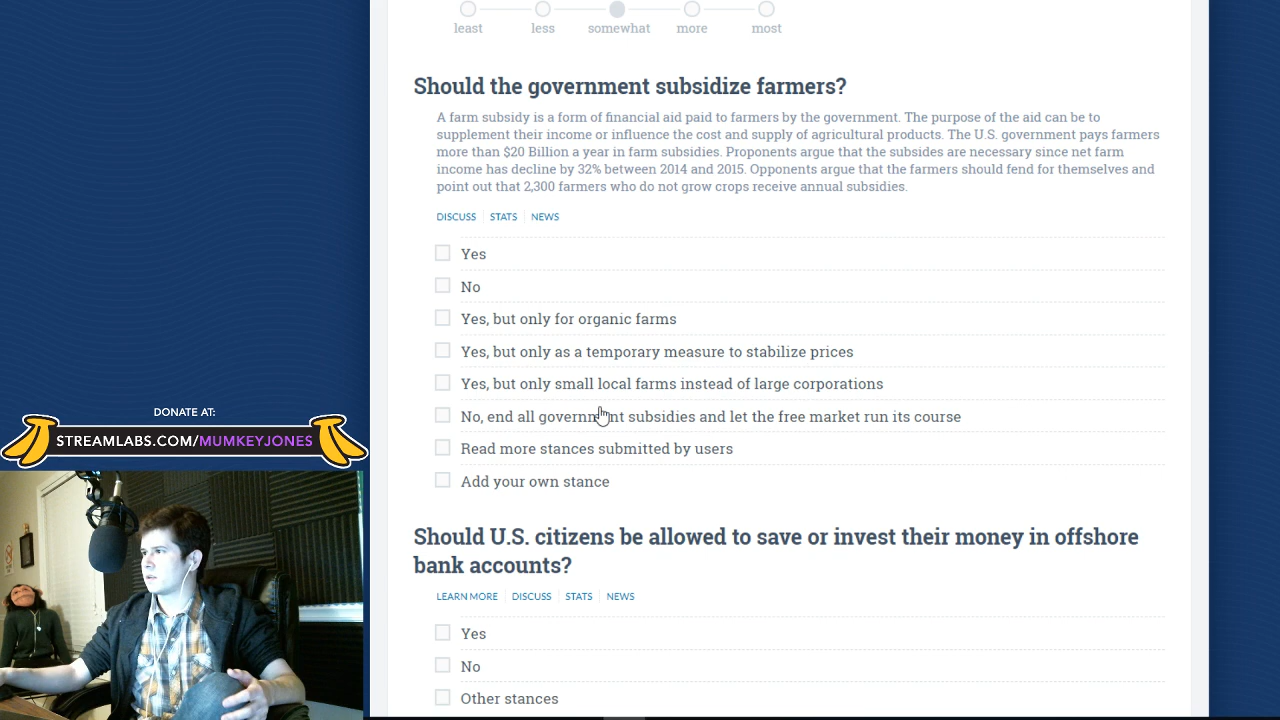 least less somewhat more most
Should the government subsidize farmers?
A farm subsidy is a form of financial aid paid to farmers by the government. The purpose of the aid can be to
supplement their income or influence the cost and supply of agricultural products. The U.S. government pays farmers
more than $20 Billion a year in farm subsidies. Proponents argue that the subsides are necessary since net farm
income has decline by 32% between 2014 and 2015. Opponents argue that the farmers should fend for themselves and
point out that 2,300 farmers who do not grow crops receive annual subsidies.
DISCUSS STATS NEWS
Yes
No
Yes, but only for organic farms
Yes, but only as a temporary measure to stabilize prices
Yes, but only small local farms instead of large corporations
No, end all government subsidies and let the free market run its course
Read more stances submitted by users
Add your own stance
Should U.S. citizens be allowed to save or invest their money in offshore
bank accounts?
LEARN MORE DISCUSS STATS NEWS
Yes
No
Other stances
DONATE AT:
STREAMLABS.COM/MUMKEYJONES